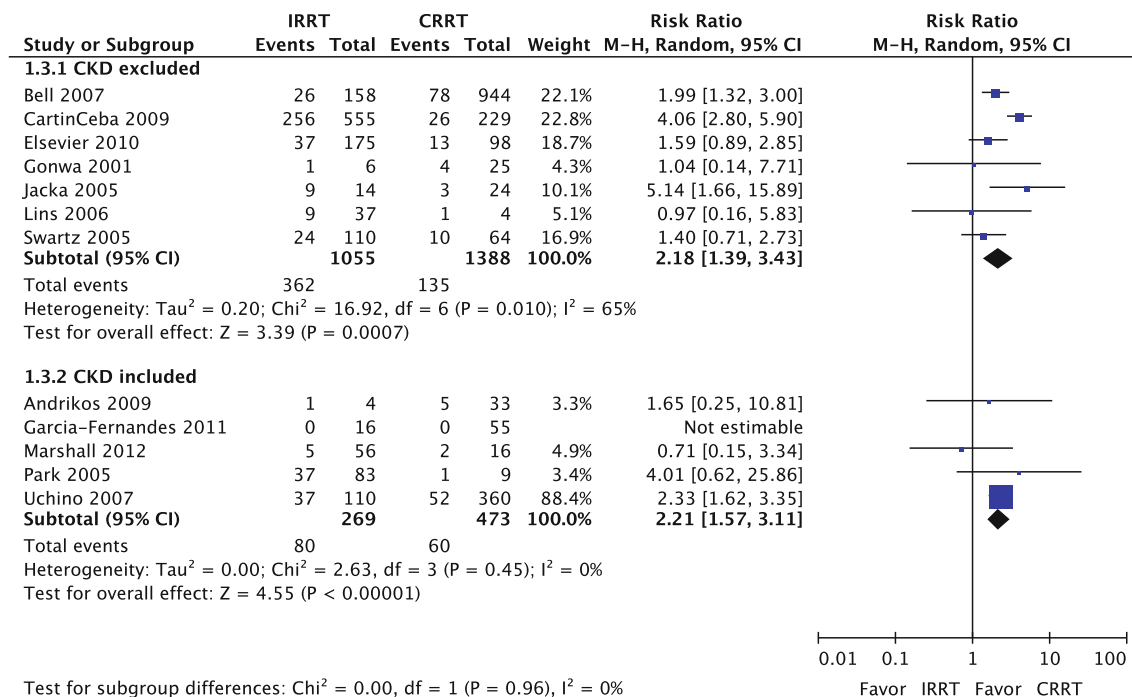 IRRT CRRT Risk Ratio Risk Ratio
Study or Subgroup Events Total Events Total Weight M-H, Random, 95% CI M-H, Random, 95% CI
1.3.1 CKD excluded
Bell 2007 26 158 78 944 22.1% 1.99 [1.32, 3.00]
CartinCeba 2009 256 555 26 229 22.8% 4.06 [2.80, 5.90]
Elsevier 2010 37 175 13 98 18.7% 1.59 [0.89, 2.85]
Gonwa 2001 1 6 4 25 4.3% 1.04 [0.14, 7.71]
Jacka 2005 9 14 3 24 10.1% 5.14 [1.66, 15.89]
Lins 2006 9 37 1 4 5.1% 0.97 [0.16, 5.83]
Swartz 2005 24 110 10 64 16.9% 1.40 [0.71, 2.73]
Subtotal (95% CI) 1055 1388 100.0% 2.18 [1.39, 3.43]
Total events 362 135
Heterogeneity: Tau² = 0.20; Chi² = 16.92, df = 6 (P = 0.010); I² = 65%
Test for overall effect: Z = 3.39 (P = 0.0007)
1.3.2 CKD included
Andrikos 2009 1 4 5 33 3.3% 1.65 [0.25, 10.81]
Garcia-Fernandes 2011 0 16 0 55 Not estimable
Marshall 2012 5 56 2 16 4.9% 0.71 [0.15, 3.34]
Park 2005 37 83 1 9 3.4% 4.01 [0.62, 25.86]
Uchino 2007 37 110 52 360 88.4% 2.33 [1.62, 3.35]
Subtotal (95% CI) 269 473 100.0% 2.21 [1.57, 3.11]
Total events 80 60
Heterogeneity: Tau² = 0.00; Chi² = 2.63, df = 3 (P = 0.45); I² = 0%
Test for overall effect: Z = 4.55 (P < 0.00001)
0.01 0.1 1 10 100
Favor IRRT Favor CRRT
Test for subgroup differences: Chi² = 0.00, df = 1 (P = 0.96), I² = 0%